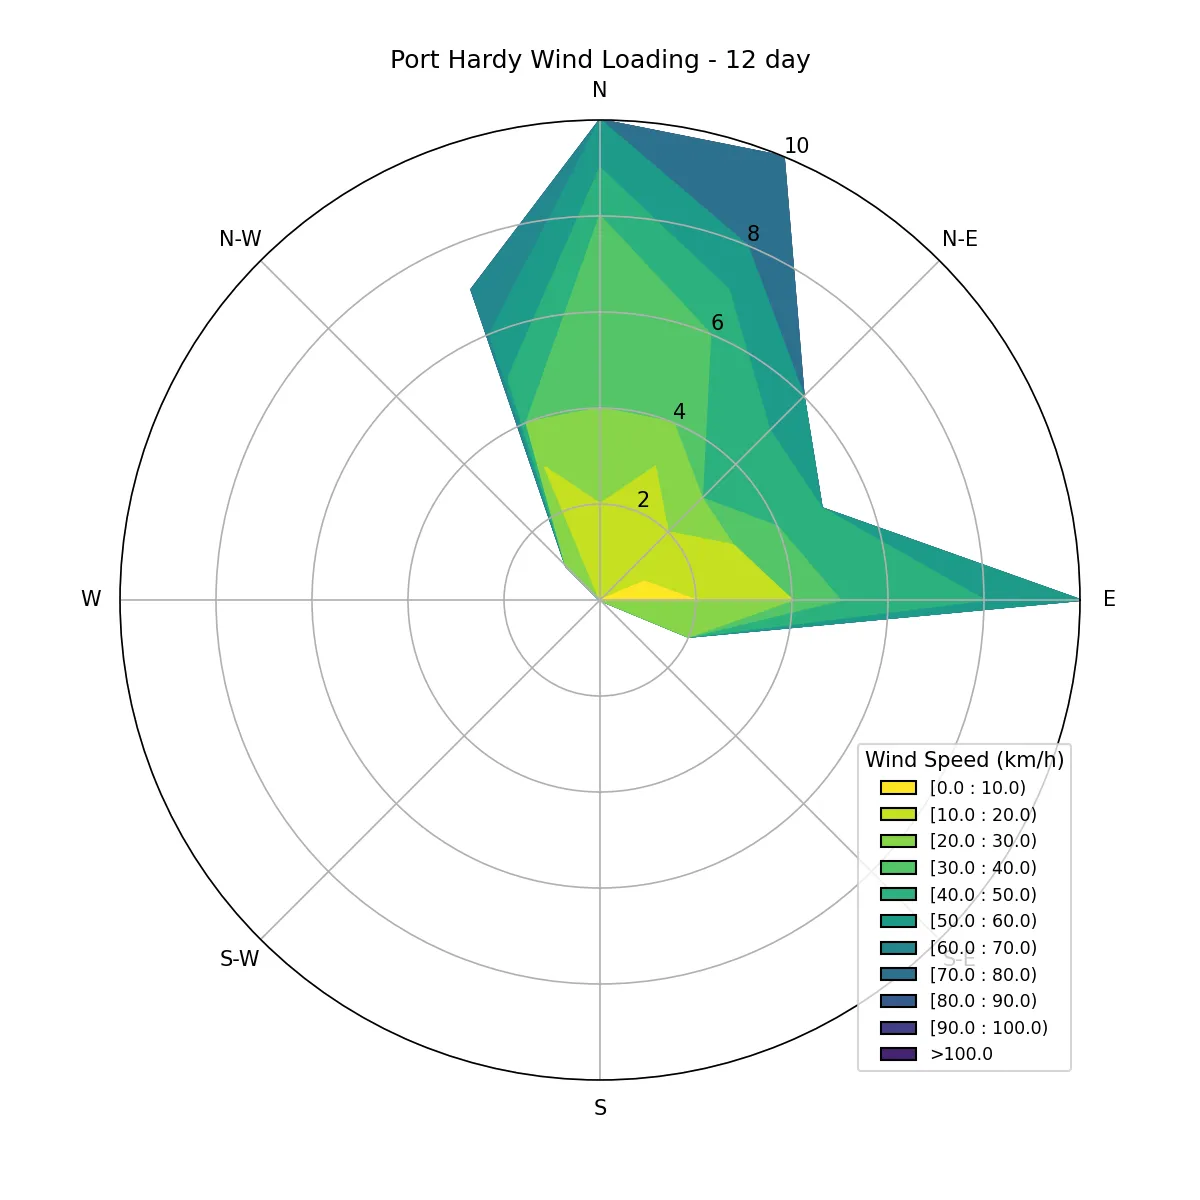 Port Hardy Wind Loading - 12 day
N
10
N-W
8
N-E
6
4
2
W
E
Wind Speed (km/h)
[0.0 : 10.0)
[10.0 : 20.0)
[20.0 : 30.0)
[30.0 : 40.0)
[40.0 : 50.0)
[50.0 : 60.0)
[60.0 : 70.0)
[70.0 : 80.0)
[80.0 : 90.0)
[90.0 : 100.0)
>100.0
S-W
S-E
S